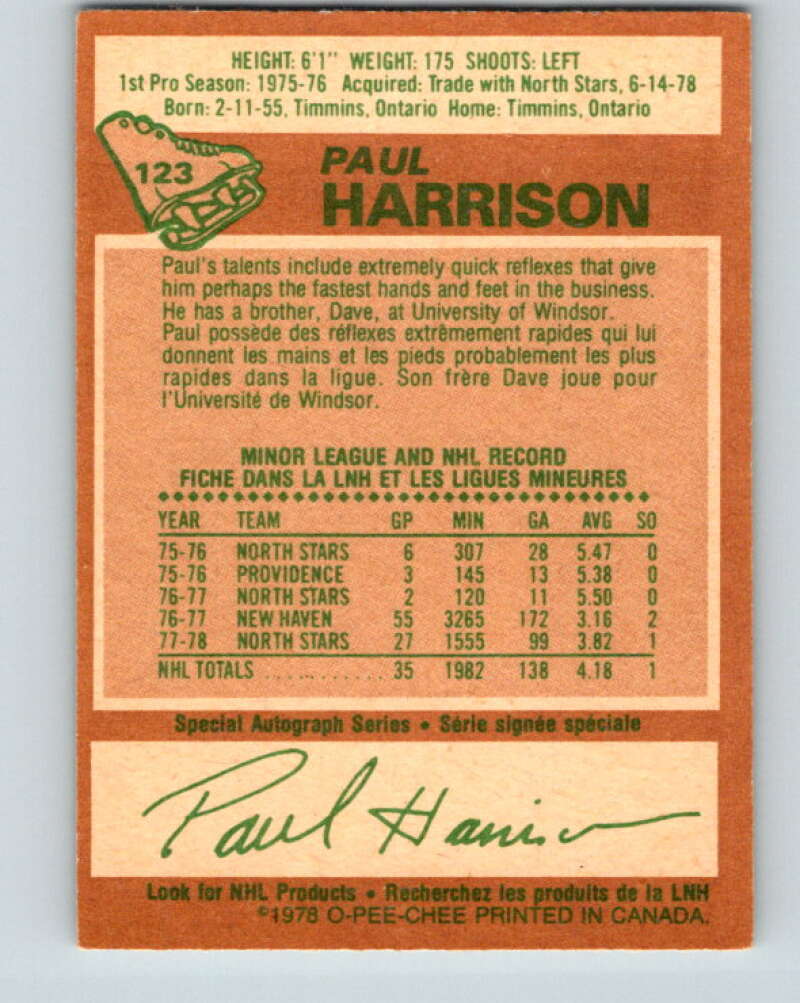 HEIGHT: 6'1" WEIGHT: 175 SHOOTS: LEFT
1st Pro Season: 1975-76 Acquired: Trade with North Stars, 6-14-78
Born: 2-11-55, Timmins, Ontario Home: Timmins, Ontario
123
PAUL
HARRISON
Paul's talents include extremely quick reflexes that give
him perhaps the fastest hands and feet in the business.
He has a brother, Dave, at University of Windsor.
Paul possède des réflexes extrêmement rapides qui lui
donnent les mains et les pieds probablement les plus
rapides dans la ligue. Son frère Dave joue pour
l'Université de Windsor.
MINOR LEAGUE AND NHL RECORD
FICHE DANS LA LNH ET LES LIGUES MINEURES
YEAR TEAM GP MIN GA AVG SO
75-76 NORTH STARS 6 307 28 5.47 0
75-76 PROVIDENCE 3 145 13 5.38 0
76-77 NORTH STARS 2 120 11 5.50 0
76-77 NEW HAVEN 55 3265 172 3.16 2
77-78 NORTH STARS 27 1555 99 3.82 1
NHL TOTALS ............ 35 1982 138 4.18 1
Special Autograph Series • Série signée spéciale
Paul Harrison
Look for NHL Products • Recherchez les produits de la LNH
©1978 O-PEE-CHEE PRINTED IN CANADA.